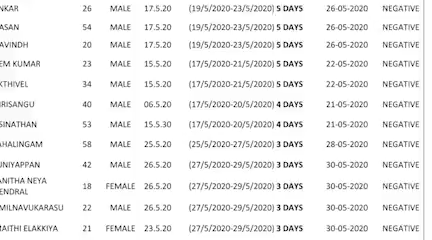 NKAR 26 MALE 17.5.20 (19/5/2020-23/5/2020) 5 DAYS 26-05-2020 NEGATIVE
ASAN 54 MALE 17.5.20 (19/5/2020-23/5/2020) 5 DAYS 26-05-2020 NEGATIVE
AVINDH 20 MALE 17.5.20 (19/5/2020-23/5/2020) 5 DAYS 26-05-2020 NEGATIVE
EM KUMAR 23 MALE 15.5.20 (17/5/2020-21/5/2020) 5 DAYS 22-05-2020 NEGATIVE
KTHIVEL 34 MALE 15.5.20 (17/5/2020-21/5/2020) 5 DAYS 22-05-2020 NEGATIVE
IRISANGU 40 MALE 06.5.20 (17/5/2020-20/5/2020) 4 DAYS 21-05-2020 NEGATIVE
SINATHAN 53 MALE 15.5.30 (17/5/2020-20/5/2020) 4 DAYS 21-05-2020 NEGATIVE
AHALINGAM 58 MALE 25.5.20 (25/5/2020-27/5/2020) 3 DAYS 28-05-2020 NEGATIVE
UNIYAPPAN 42 MALE 26.5.20 (27/5/2020-29/5/2020) 3 DAYS 30-05-2020 NEGATIVE
ANITHA NEYA
ENDRAL 18 FEMALE 26.5.20 (27/5/2020-29/5/2020) 3 DAYS 30-05-2020 NEGATIVE
MILNAVUKARASU 22 MALE 26.5.20 (27/5/2020-29/5/2020) 3 DAYS 30-05-2020 NEGATIVE
MAITHI ELAKKIYA 21 FEMALE 23.5.20 (27/5/2020-29/5/2020) 3 DAYS 30-05-2020 NEGATIVE